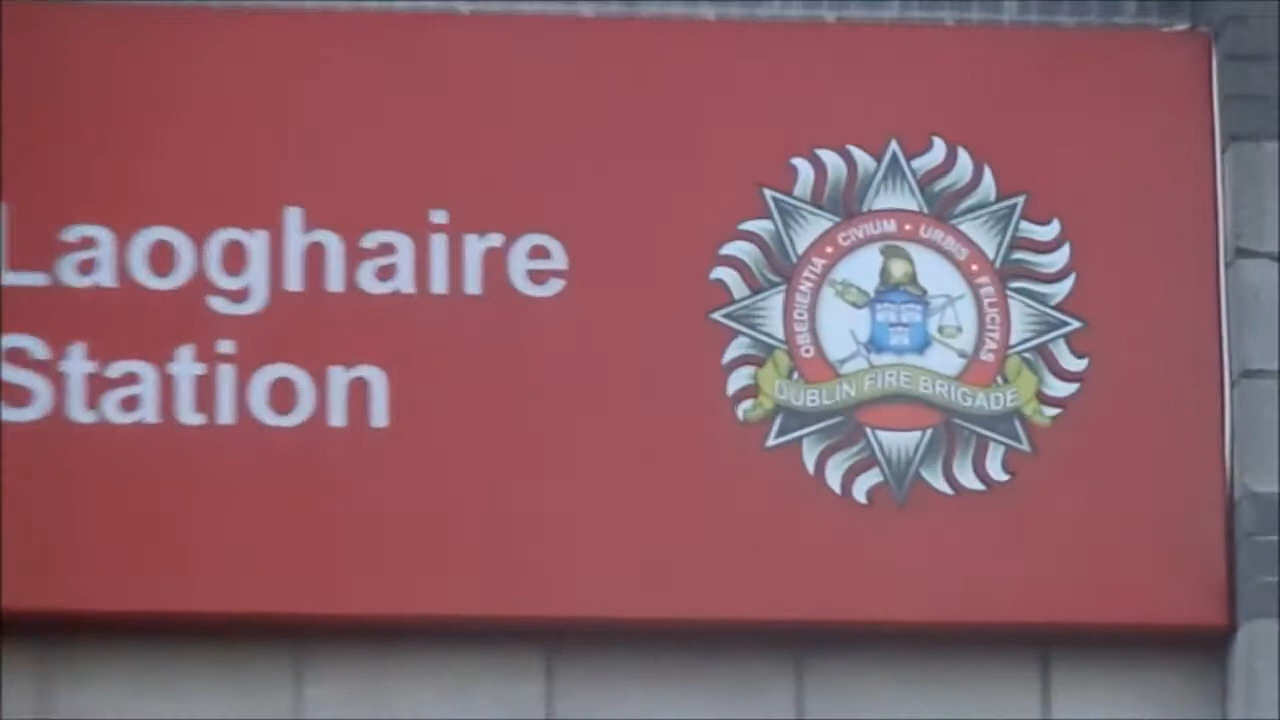 Laoghaire
Station
OBEDIENTIA • CIVIUM • URBIS • FELICITAS
DUBLIN FIRE BRIGADE